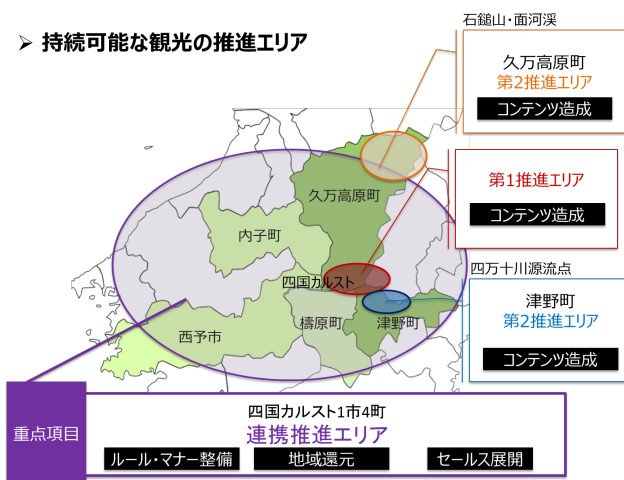 ➢ 持続可能な観光の推進エリア
石鎚山・面河渓
久万高原町
第2推進エリア
コンテンツ造成
第1推進エリア
コンテンツ造成
四万十川源流点
津野町
第2推進エリア
コンテンツ造成
久万高原町
内子町
四国カルスト
西予市
檮原町
津野町
重点項目
四国カルスト1市4町
連携推進エリア
ルール・マナー整備
地域還元
セールス展開